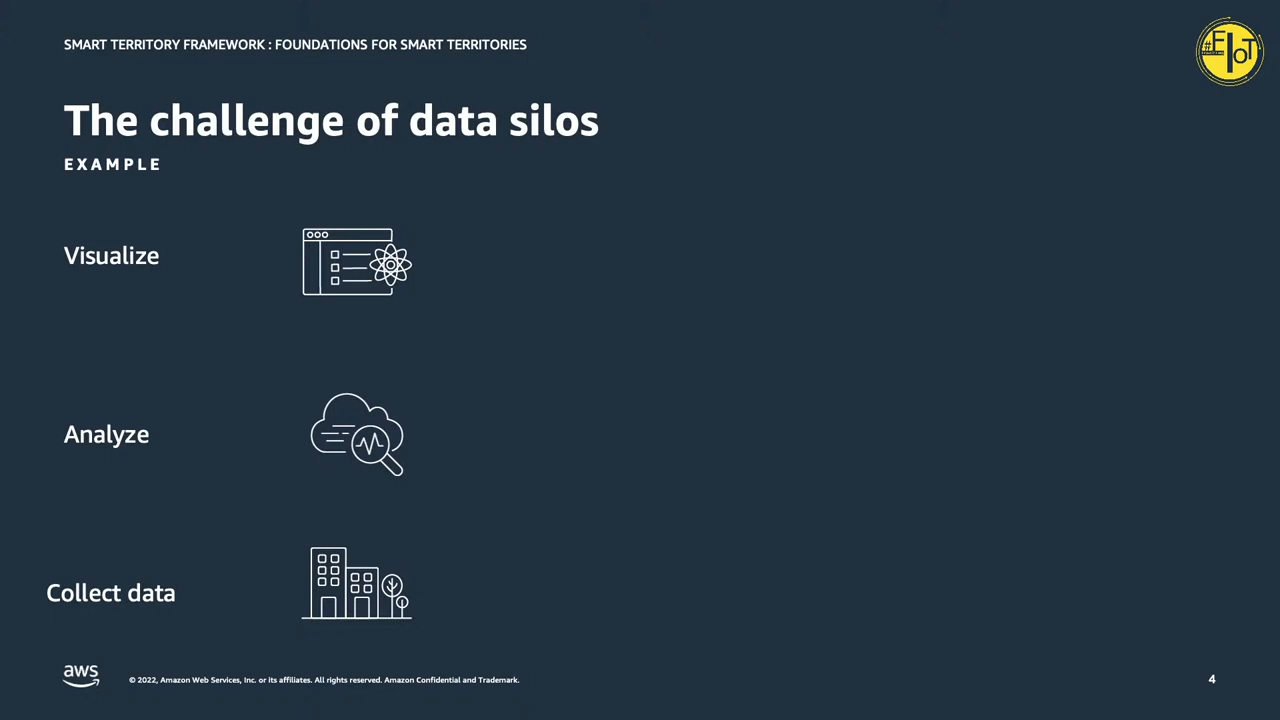 SMART TERRITORY FRAMEWORK : FOUNDATIONS FOR SMART TERRITORIES
#EIoT
The challenge of data silos
EXAMPLE
Visualize
Analyze
Collect data
aws
© 2022, Amazon Web Services, Inc. or its affiliates. All rights reserved. Amazon Confidential and Trademark.
4